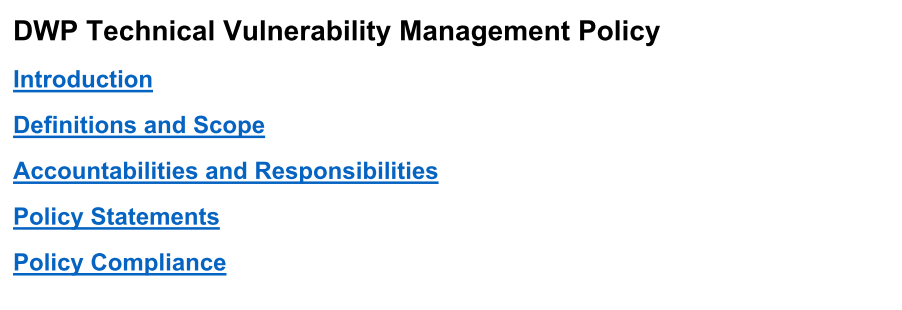 DWP Technical Vulnerability Management Policy
Introduction
Definitions and Scope
Accountabilities and Responsibilities
Policy Statements
Policy Compliance